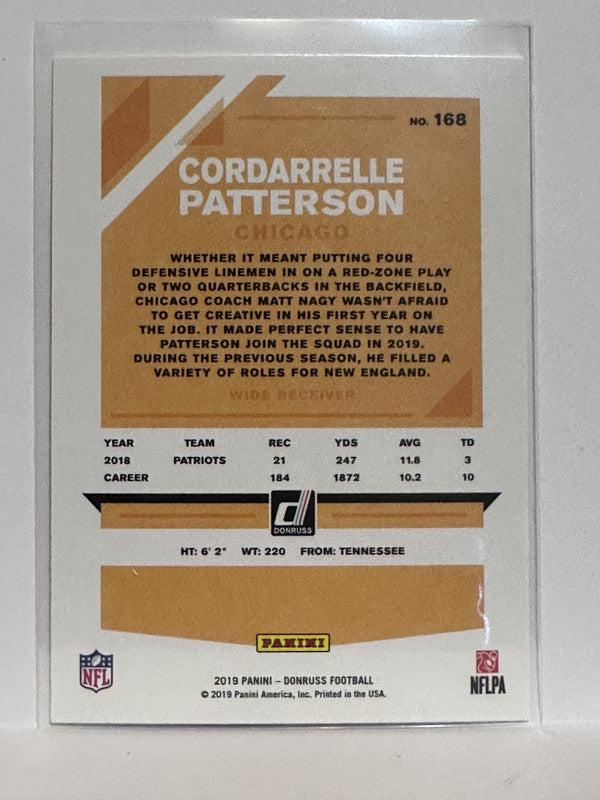 NO. 168
CORDARRELLE
PATTERSON
CHICAGO
WHETHER IT MEANT PUTTING FOUR
DEFENSIVE LINEMEN IN ON A RED-ZONE PLAY
OR TWO QUARTERBACKS IN THE BACKFIELD,
CHICAGO COACH MATT NAGY WASN'T AFRAID
TO GET CREATIVE IN HIS FIRST YEAR ON
THE JOB. IT MADE PERFECT SENSE TO HAVE
PATTERSON JOIN THE SQUAD IN 2019.
DURING THE PREVIOUS SEASON, HE FILLED A
VARIETY OF ROLES FOR NEW ENGLAND.
WIDE RECEIVER
YEAR TEAM REC YDS AVG TD
2018 PATRIOTS 21 247 11.8 3
CAREER 184 1872 10.2 10
DONRUSS
HT: 6' 2" WT: 220 FROM: TENNESSEE
PANINI
NFL
2019 PANINI – DONRUSS FOOTBALL
© 2019 Panini America, Inc. Printed in the USA.
NFLPA